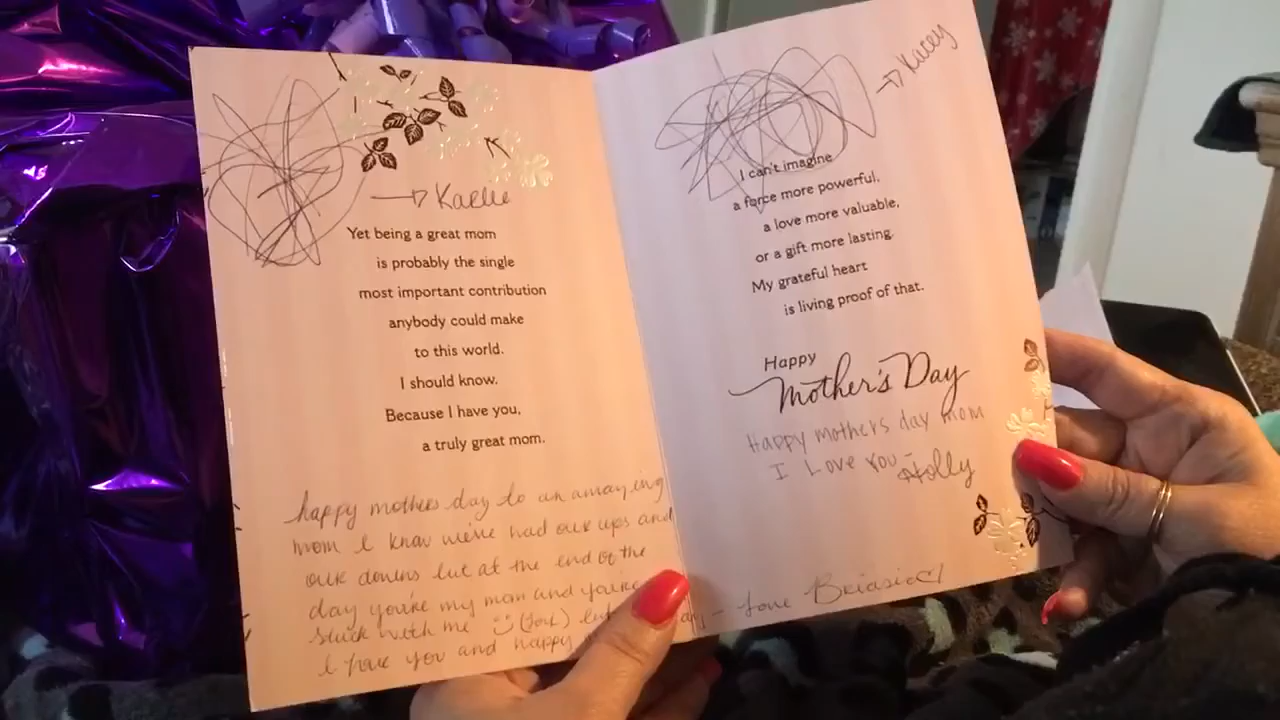 → Kaelie
Yet being a great mom
is probably the single
most important contribution
anybody could make
to this world.
I should know.
Because I have you,
a truly great mom.
happy mothers day to an amazing
mom I know we've had our ups and
our downs but at the end of the
day you're my mom and you're
stuck with me
I love you and happy
→ Kacey
I can't imagine
a force more powerful,
a love more valuable,
or a gift more lasting.
My grateful heart
is living proof of that.
Happy
Mother's Day
Happy mothers day mom
I Love You - Holly
- love Briasie♡